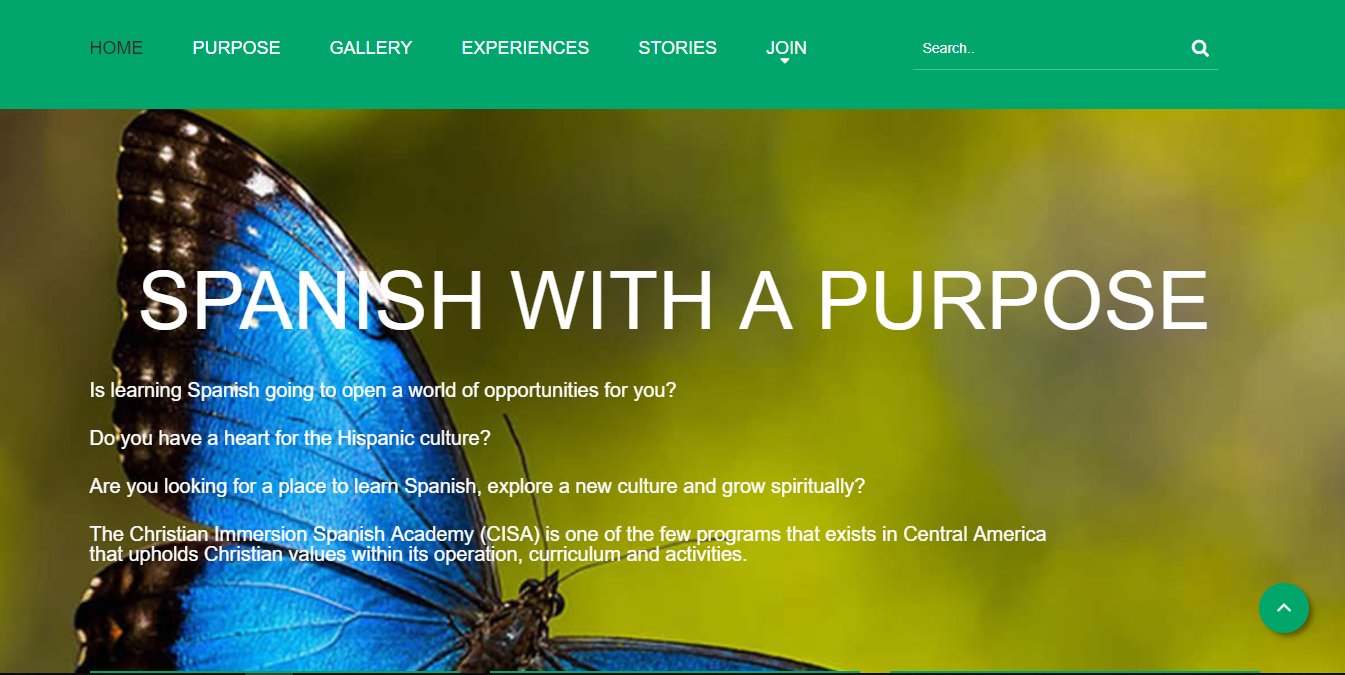 HOME PURPOSE GALLERY EXPERIENCES STORIES JOIN Search..
SPANISH WITH A PURPOSE
Is learning Spanish going to open a world of opportunities for you?
Do you have a heart for the Hispanic culture?
Are you looking for a place to learn Spanish, explore a new culture and grow spiritually?
The Christian Immersion Spanish Academy (CISA) is one of the few programs that exists in Central America
that upholds Christian values within its operation, curriculum and activities.